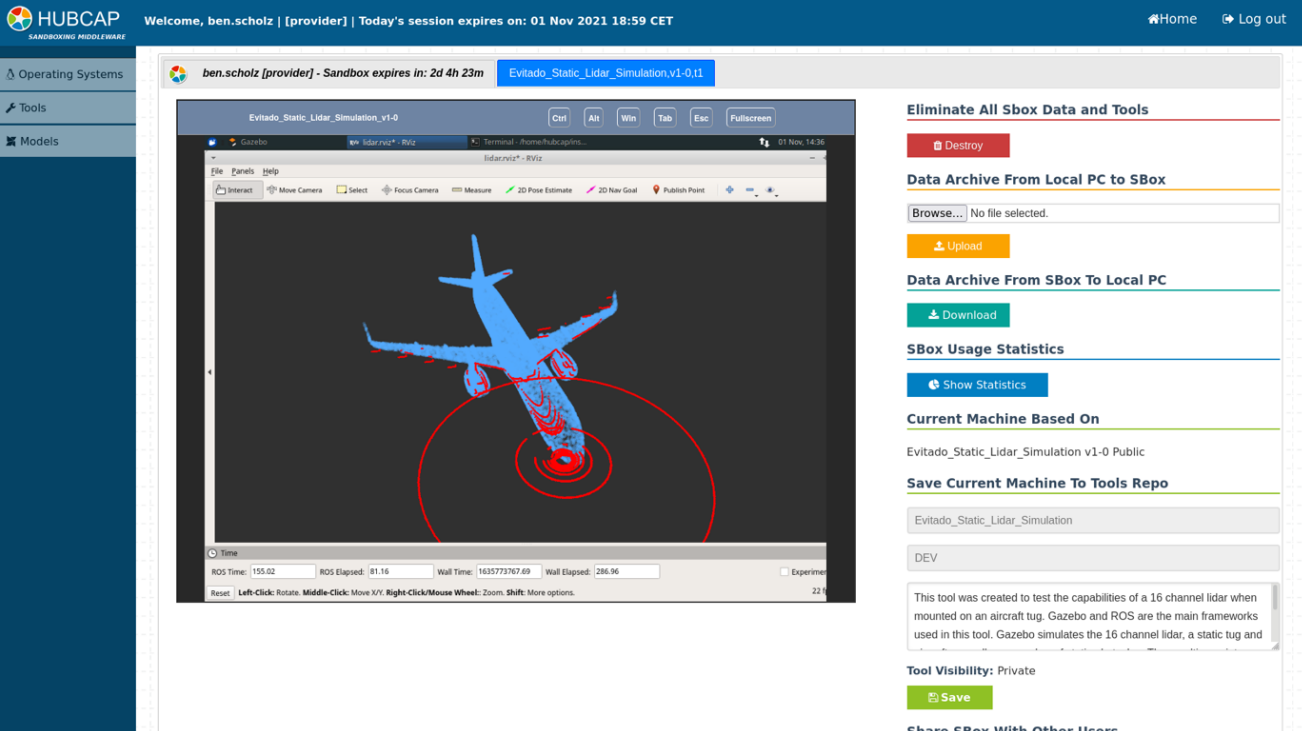 HUBCAP
SANDBOXING MIDDLEWARE
Welcome, ben.scholz | [provider] | Today's session expires on: 01 Nov 2021 18:59 CET
Home
Log out
Operating Systems
Tools
Models
ben.scholz [provider] - Sandbox expires in: 2d 4h 23m
Evitado_Static_Lidar_Simulation,v1-0,t1
Evitado_Static_Lidar_Simulation_v1-0
Ctrl
Alt
Win
Tab
Esc
Fullscreen
Gazebo
lidar.rviz* - RViz
Terminal - /home/hubcap/ins...
01 Nov, 14:36
lidar.rviz* - RViz
File Panels Help
Interact
Move Camera
Select
Focus Camera
Measure
2D Pose Estimate
2D Nav Goal
Publish Point
Time
ROS Time: 155.02
ROS Elapsed: 81.16
Wall Time: 1635773767.69
Wall Elapsed: 286.96
Experimen
Reset
Left-Click: Rotate. Middle-Click: Move X/Y. Right-Click/Mouse Wheel:: Zoom. Shift: More options.
22 f
Eliminate All Sbox Data and Tools
Destroy
Data Archive From Local PC to SBox
Browse... No file selected.
Upload
Data Archive From SBox To Local PC
Download
SBox Usage Statistics
Show Statistics
Current Machine Based On
Evitado_Static_Lidar_Simulation v1-0 Public
Save Current Machine To Tools Repo
Evitado_Static_Lidar_Simulation
DEV
This tool was created to test the capabilities of a 16 channel lidar when
mounted on an aircraft tug. Gazebo and ROS are the main frameworks
used in this tool. Gazebo simulates the 16 channel lidar, a static tug and
Tool Visibility: Private
Save
Share SBox With Other Users